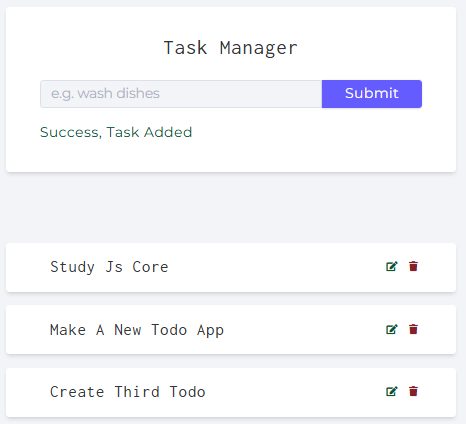 Task Manager
e.g. wash dishes
Submit
Success, Task Added
Study Js Core
Make A New Todo App
Create Third Todo